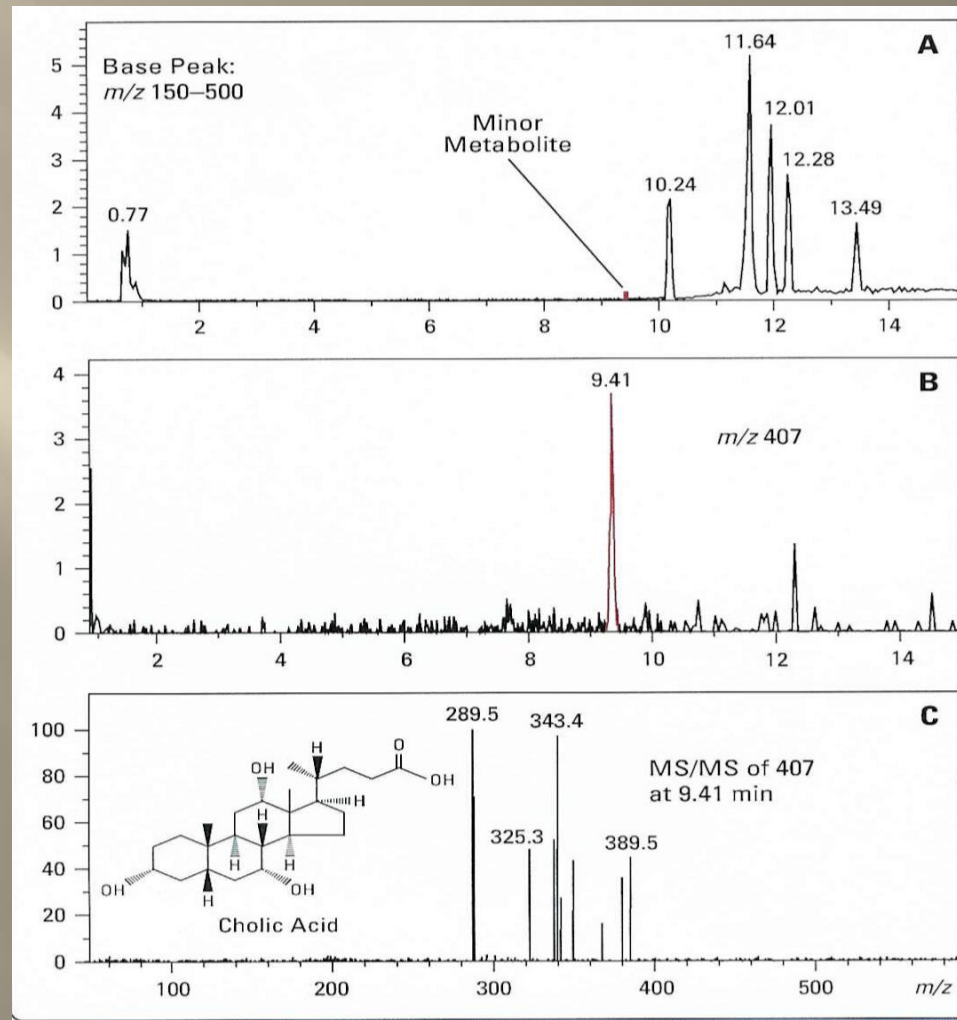 A
Base Peak:
m/z 150–500
Minor
Metabolite
0.77
10.24
11.64
12.01
12.28
13.49
5
4
3
2
1
0
2 4 6 8 10 12 14
B
9.41
m/z 407
4
3
2
1
0
2 4 6 8 10 12 14
C
289.5
343.4
325.3
389.5
MS/MS of 407
at 9.41 min
100
80
60
40
20
0
H
O
OH
OH
H
H
H
H
OH
H
OH
Cholic Acid
100 200 300 400 500 m/z